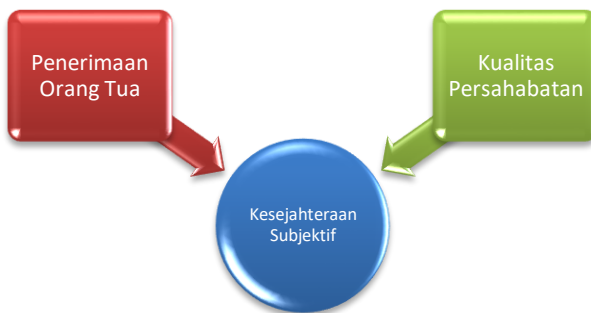 Penerimaan
Orang Tua
Kualitas
Persahabatan
Kesejahteraan
Subjektif